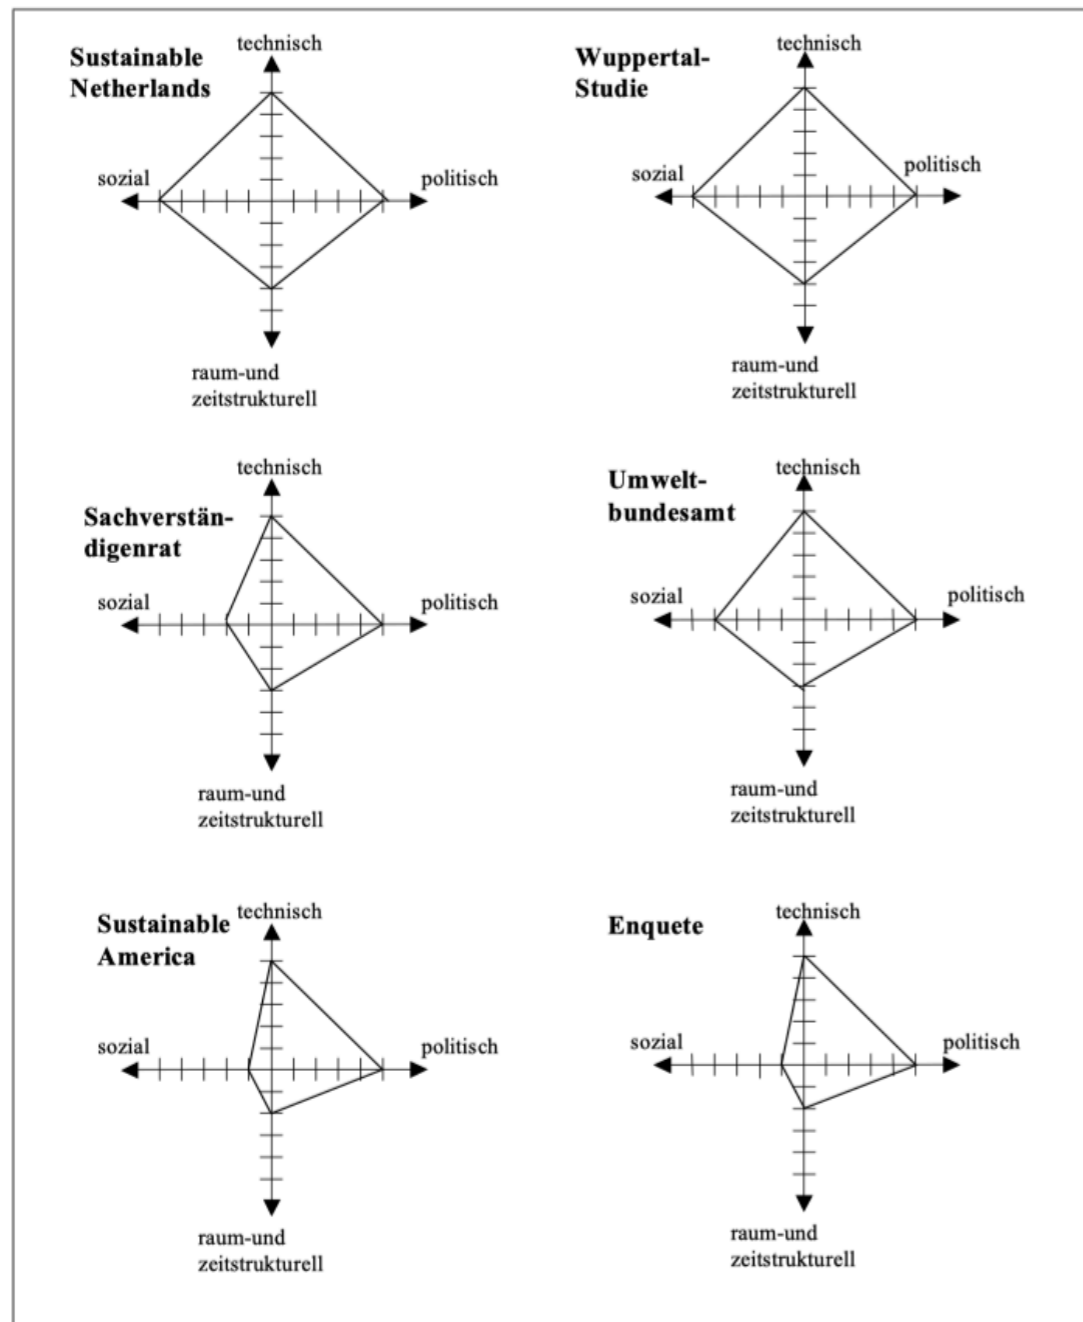 Sustainable
Netherlands
technisch
sozial
politisch
raum-und
zeitstrukturell
Wuppertal-
Studie
technisch
sozial
politisch
raum-und
zeitstrukturell
Sachverstän-
digenrat
technisch
sozial
politisch
raum-und
zeitstrukturell
Umwelt-
bundesamt
technisch
sozial
politisch
raum-und
zeitstrukturell
Sustainable
America
technisch
sozial
politisch
raum-und
zeitstrukturell
Enquete
technisch
sozial
politisch
raum-und
zeitstrukturell